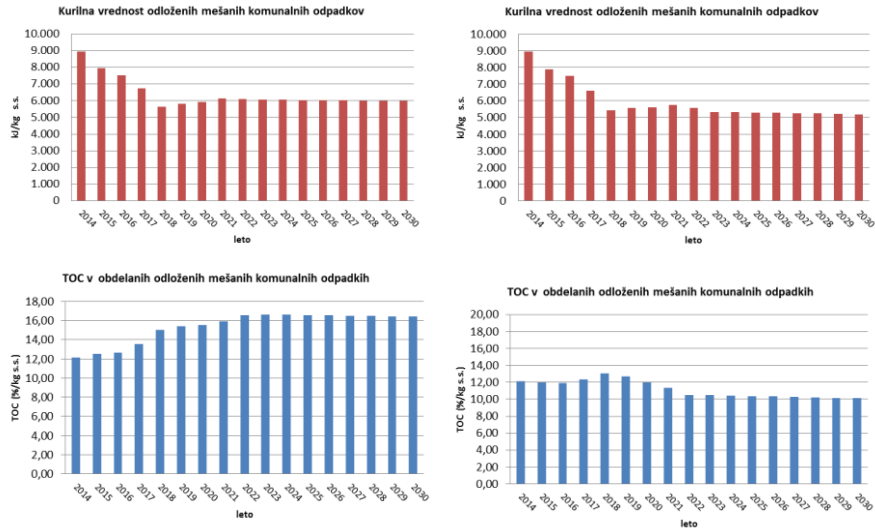 Kurilna vrednost odloženih mešanih komunalnih odpadkov
10.000
9.000
8.000
7.000
6.000
5.000
4.000
3.000
2.000
1.000
0
kJ/kg s.s.
2014 2015 2016 2017 2018 2019 2020 2021 2022 2023 2024 2025 2026 2027 2028 2029 2030
leto
Kurilna vrednost odloženih mešanih komunalnih odpadkov
10.000
9.000
8.000
7.000
6.000
5.000
4.000
3.000
2.000
1.000
0
kJ/kg s.s.
2014 2015 2016 2017 2018 2019 2020 2021 2022 2023 2024 2025 2026 2027 2028 2029 2030
leto
TOC v obdelanih odloženih mešanih komunalnih odpadkih
18,00
16,00
14,00
12,00
10,00
8,00
6,00
4,00
2,00
0,00
TOC (%/kg s.s.)
2014 2015 2016 2017 2018 2019 2020 2021 2022 2023 2024 2025 2026 2027 2028 2029 2030
leto
TOC v obdelanih odloženih mešanih komunalnih odpadkih
20,00
18,00
16,00
14,00
12,00
10,00
8,00
6,00
4,00
2,00
0,00
TOC (%/kg s.s.)
2014 2015 2016 2017 2018 2019 2020 2021 2022 2023 2024 2025 2026 2027 2028 2029 2030
leto